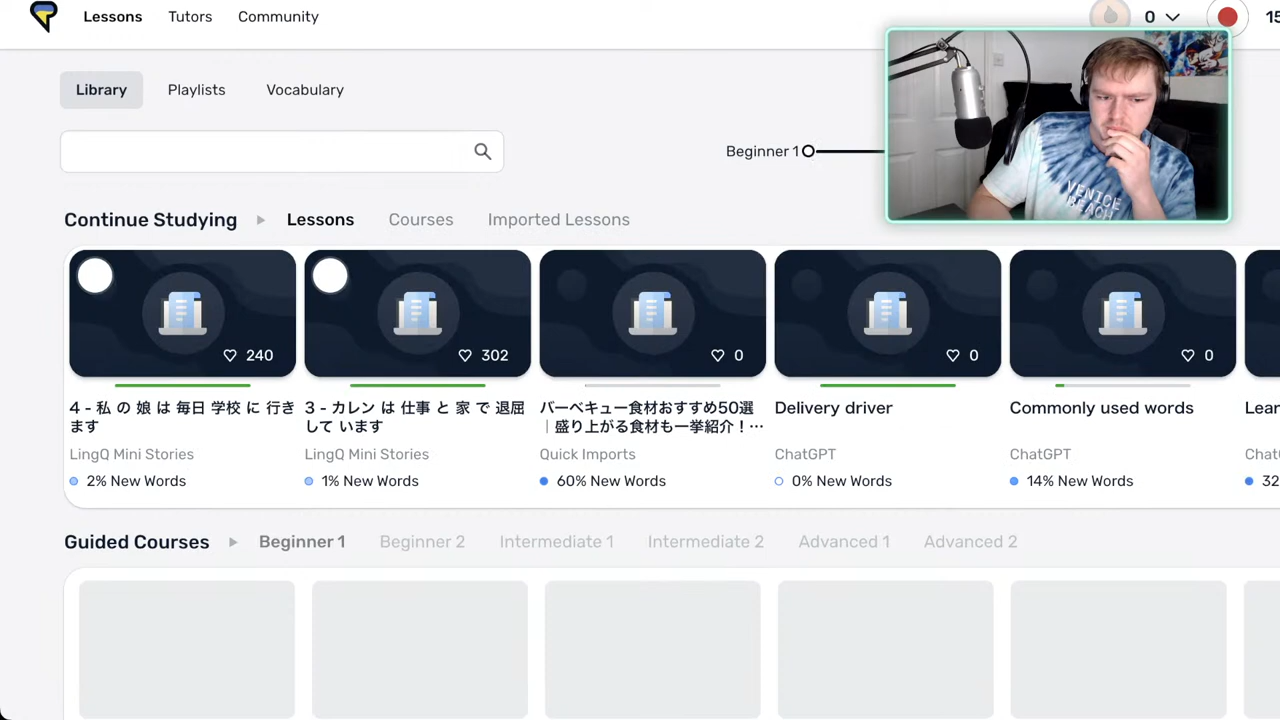 Lessons
Tutors
Community
0
15
Library
Playlists
Vocabulary
Beginner 1
VENICE
BEACH
Continue Studying
Lessons
Courses
Imported Lessons
240
302
0
0
0
4 - 私 の 娘 は 毎日 学校 に 行き
ます
LingQ Mini Stories
2% New Words
3 - カレン は 仕事 と 家 で 退屈
して います
LingQ Mini Stories
1% New Words
バーベキュー食材おすすめ50選
｜盛り上がる食材も一挙紹介！…
Quick Imports
60% New Words
Delivery driver
ChatGPT
0% New Words
Commonly used words
ChatGPT
14% New Words
Lear
Chat
32
Guided Courses
Beginner 1
Beginner 2
Intermediate 1
Intermediate 2
Advanced 1
Advanced 2